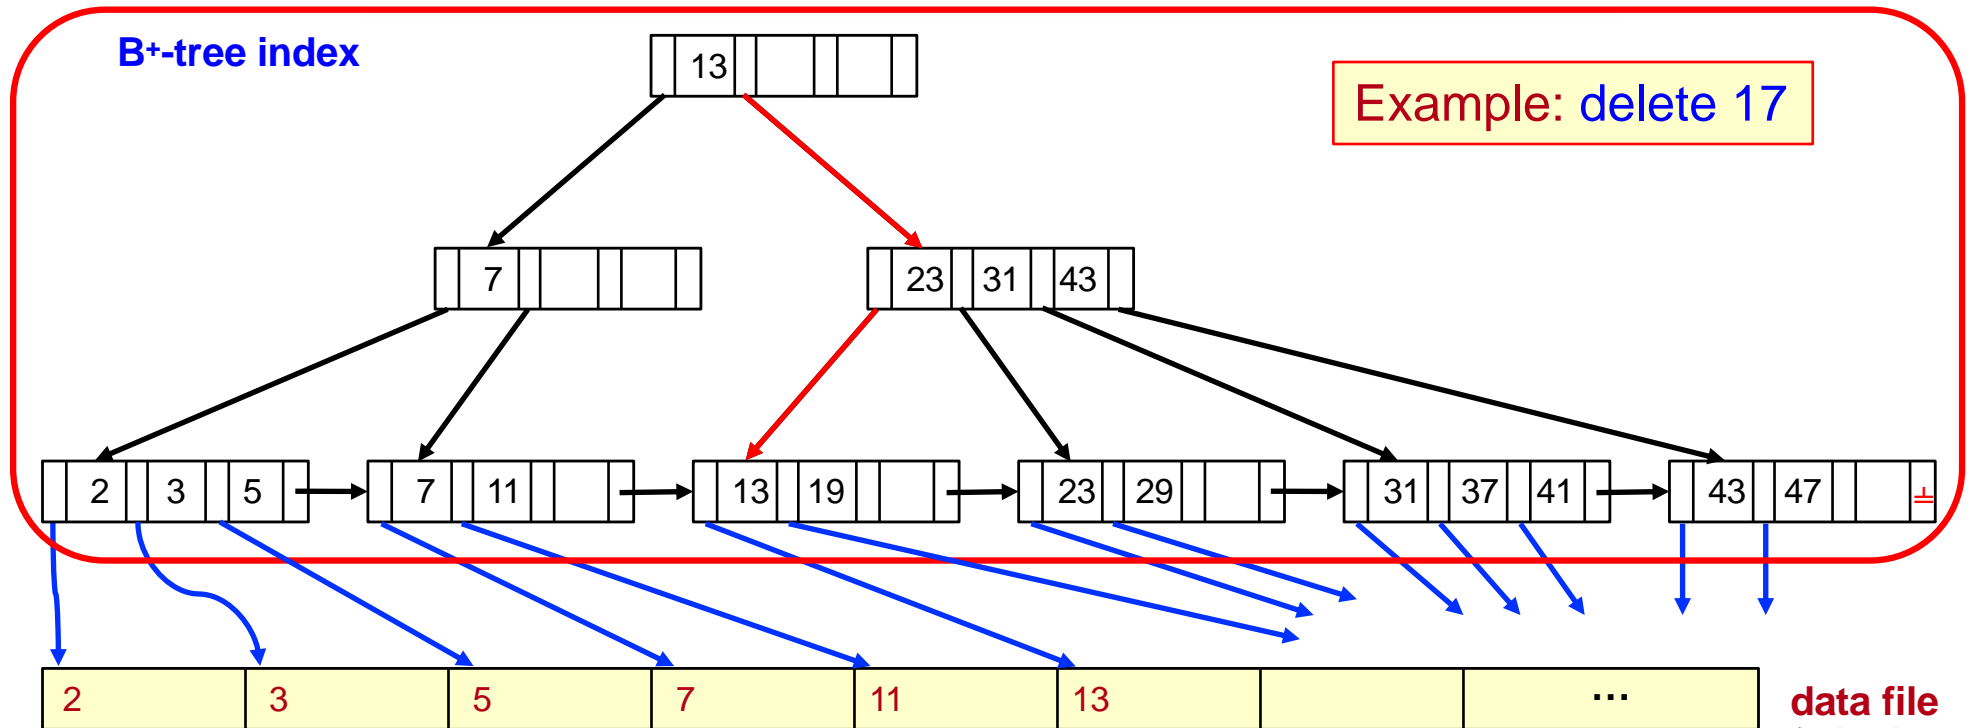 B+-tree index
13
Example: delete 17
7
23 31 43
2 3 5 7 11 13 19 23 29 31 37 41 43 47
2 3 5 7 11 13 ...
data file